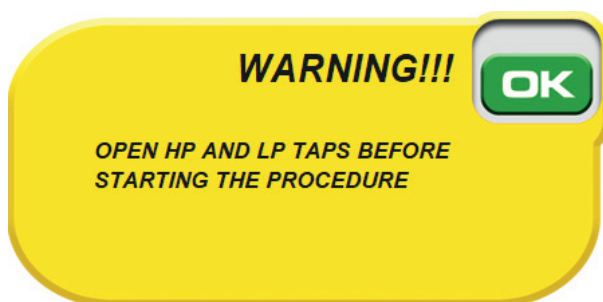 WARNING!!!
OK
OPEN HP AND LP TAPS BEFORE
STARTING THE PROCEDURE